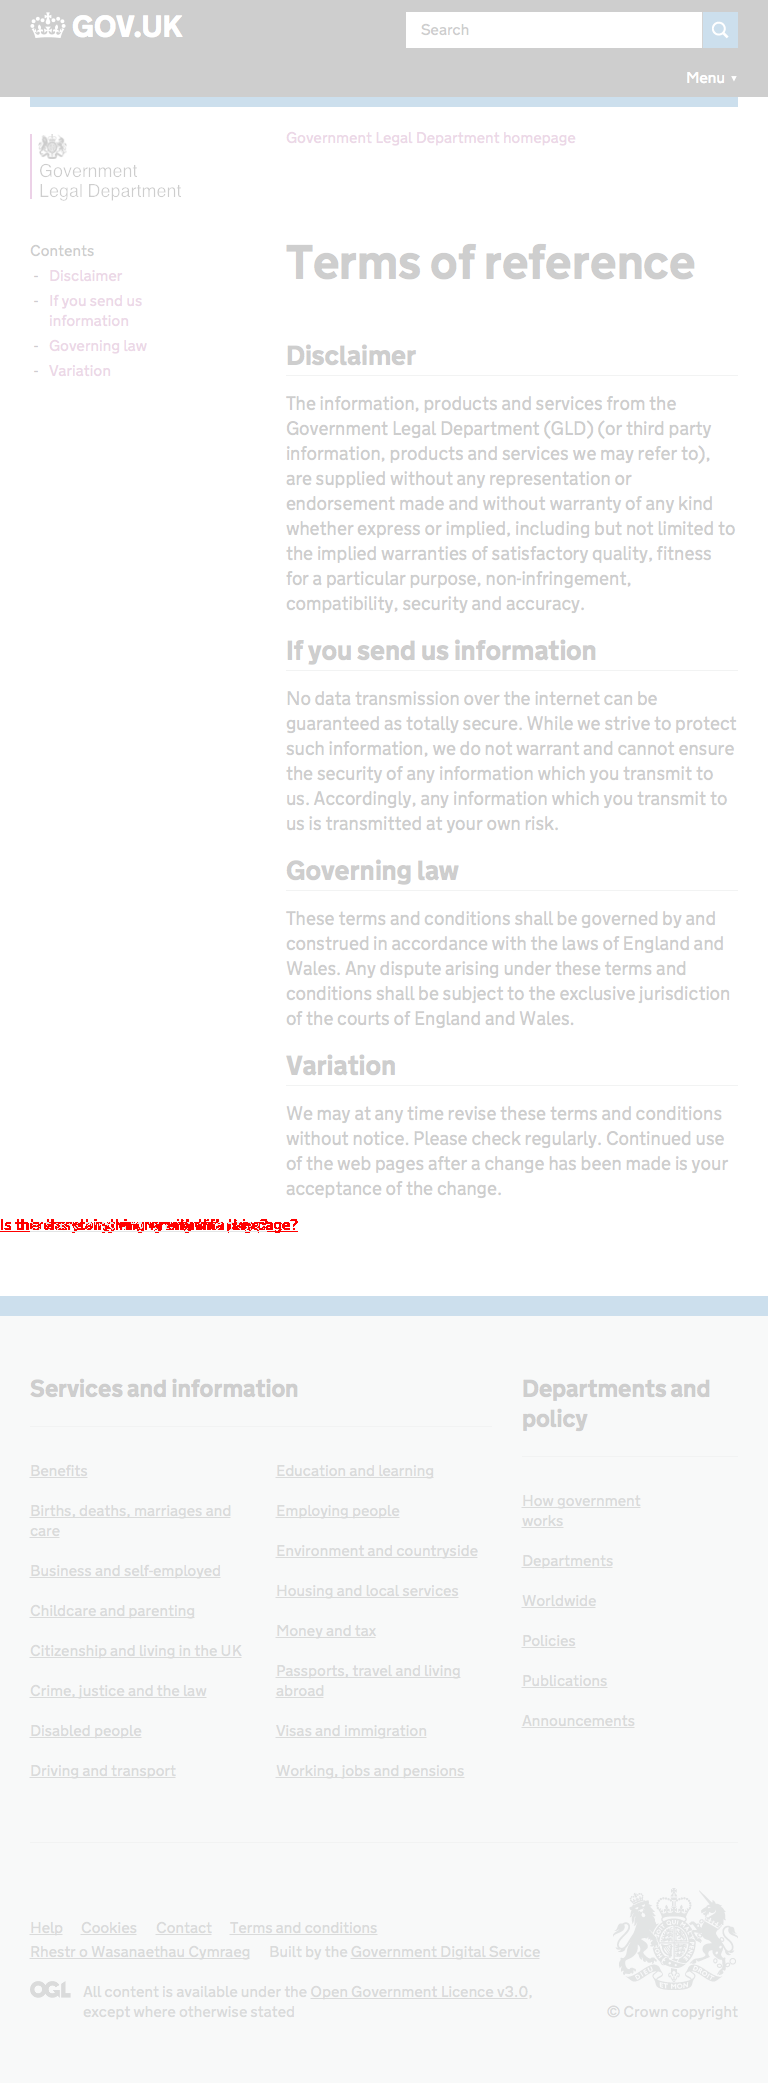 GOV.UK
Search
Menu ▼
Government Legal Department homepage
Government
Legal Department
Contents
- Disclaimer
- If you send us
information
- Governing law
- Variation
Terms of reference
Disclaimer
The information, products and services from the
Government Legal Department (GLD) (or third party
information, products and services we may refer to),
are supplied without any representation or
endorsement made and without warranty of any kind
whether express or implied, including but not limited to
the implied warranties of satisfactory quality, fitness
for a particular purpose, non-infringement,
compatibility, security and accuracy.
If you send us information
No data transmission over the internet can be
guaranteed as totally secure. While we strive to protect
such information, we do not warrant and cannot ensure
the security of any information which you transmit to
us. Accordingly, any information which you transmit to
us is transmitted at your own risk.
Governing law
These terms and conditions shall be governed by and
construed in accordance with the laws of England and
Wales. Any dispute arising under these terms and
conditions shall be subject to the exclusive jurisdiction
of the courts of England and Wales.
Variation
We may at any time revise these terms and conditions
without notice. Please check regularly. Continued use
of the web pages after a change has been made is your
acceptance of the change.
Services and information
Benefits
Births, deaths, marriages and
care
Business and self-employed
Childcare and parenting
Citizenship and living in the UK
Crime, justice and the law
Disabled people
Driving and transport
Education and learning
Employing people
Environment and countryside
Housing and local services
Money and tax
Passports, travel and living
abroad
Visas and immigration
Working, jobs and pensions
Departments and
policy
How government
works
Departments
Worldwide
Policies
Publications
Announcements
Help Cookies Contact Terms and conditions
Rhestr o Wasanaethau Cymraeg Built by the Government Digital Service
OGL All content is available under the Open Government Licence v3.0,
except where otherwise stated
© Crown copyright